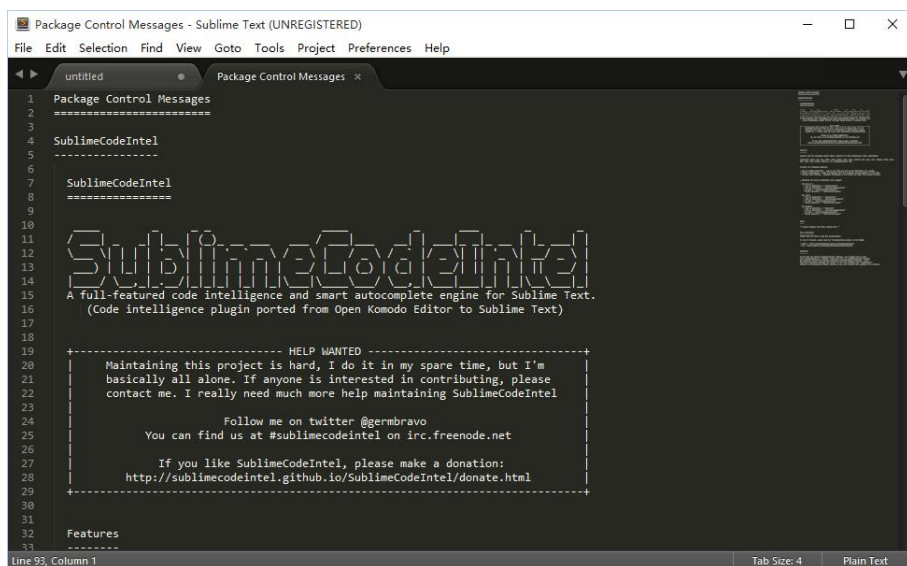 Package Control Messages - Sublime Text (UNREGISTERED)
File Edit Selection Find View Goto Tools Project Preferences Help
untitled Package Control Messages ×
1 Package Control Messages
2 ========================
3
4 SublimeCodeIntel
5 ----------------
6
7 SublimeCodeIntel
8 ================
9
10
11
12 SublimeCodeIntel
13
14
15 A full-featured code intelligence and smart autocomplete engine for Sublime Text.
16 (Code intelligence plugin ported from Open Komodo Editor to Sublime Text)
17
18
19 +-------------------------------- HELP WANTED ----------------------------------+
20 | Maintaining this project is hard, I do it in my spare time, but I'm |
21 | basically all alone. If anyone is interested in contributing, please |
22 | contact me. I really need much more help maintaining SublimeCodeIntel |
23 | |
24 | Follow me on twitter @germbravo |
25 | You can find us at #sublimecodeintel on irc.freenode.net |
26 | |
27 | If you like SublimeCodeIntel, please make a donation: |
28 | http://sublimecodeintel.github.io/SublimeCodeIntel/donate.html |
29 +-------------------------------------------------------------------------------+
30
31
32 Features
33 --------
Line 93, Column 1 Tab Size: 4 Plain Text